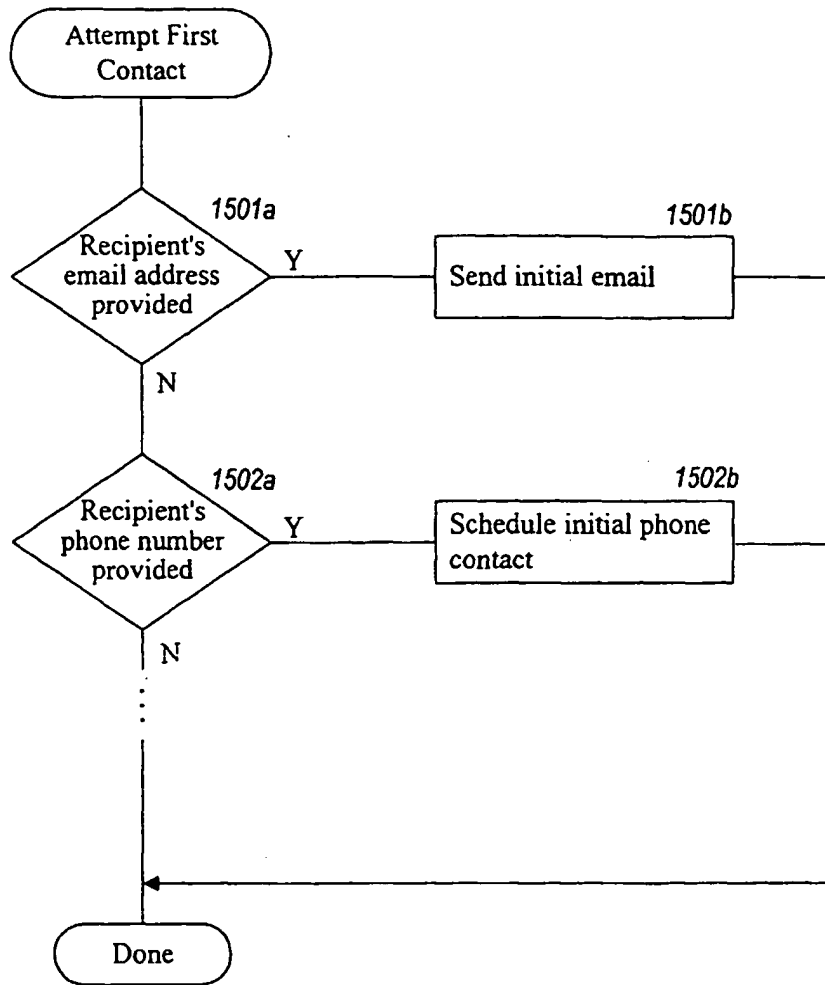 Attempt First
Contact
1501a
Recipient's
email address
provided
Y
N
1501b
Send initial email
1502a
Recipient's
phone number
provided
Y
N
1502b
Schedule initial phone
contact
Done